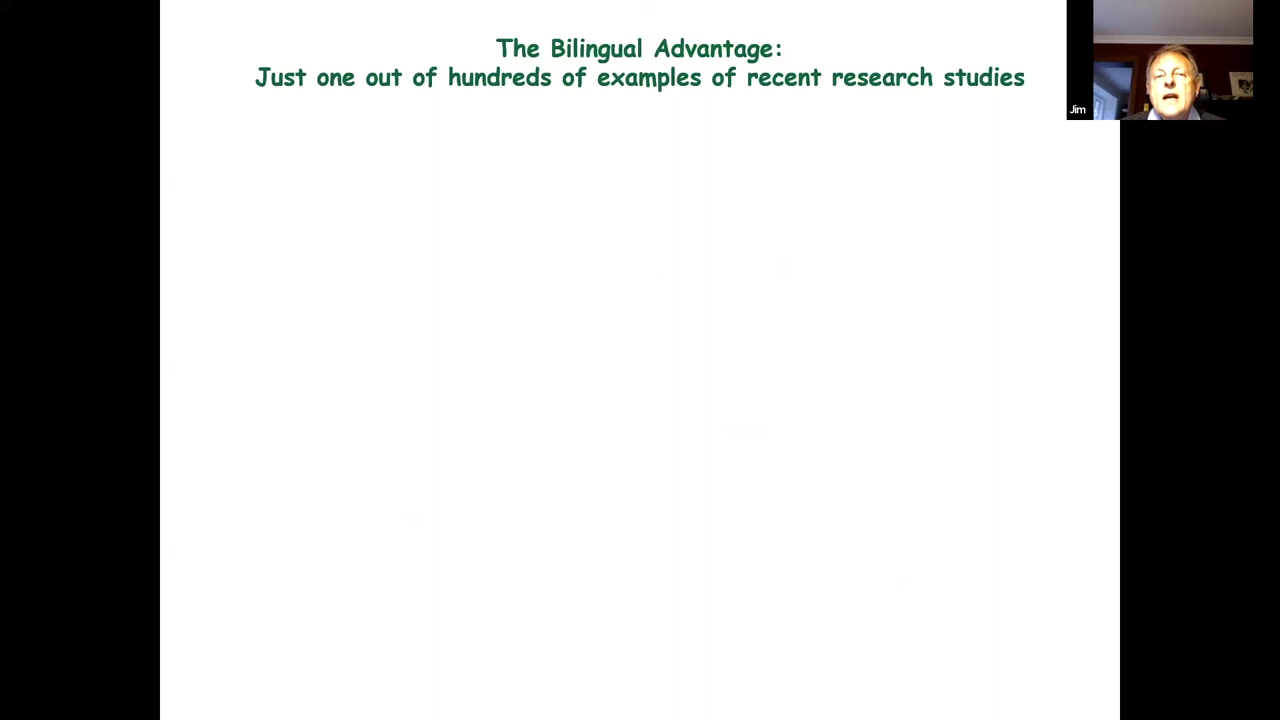 The Bilingual Advantage:
Just one out of hundreds of examples of recent research studies
Jim